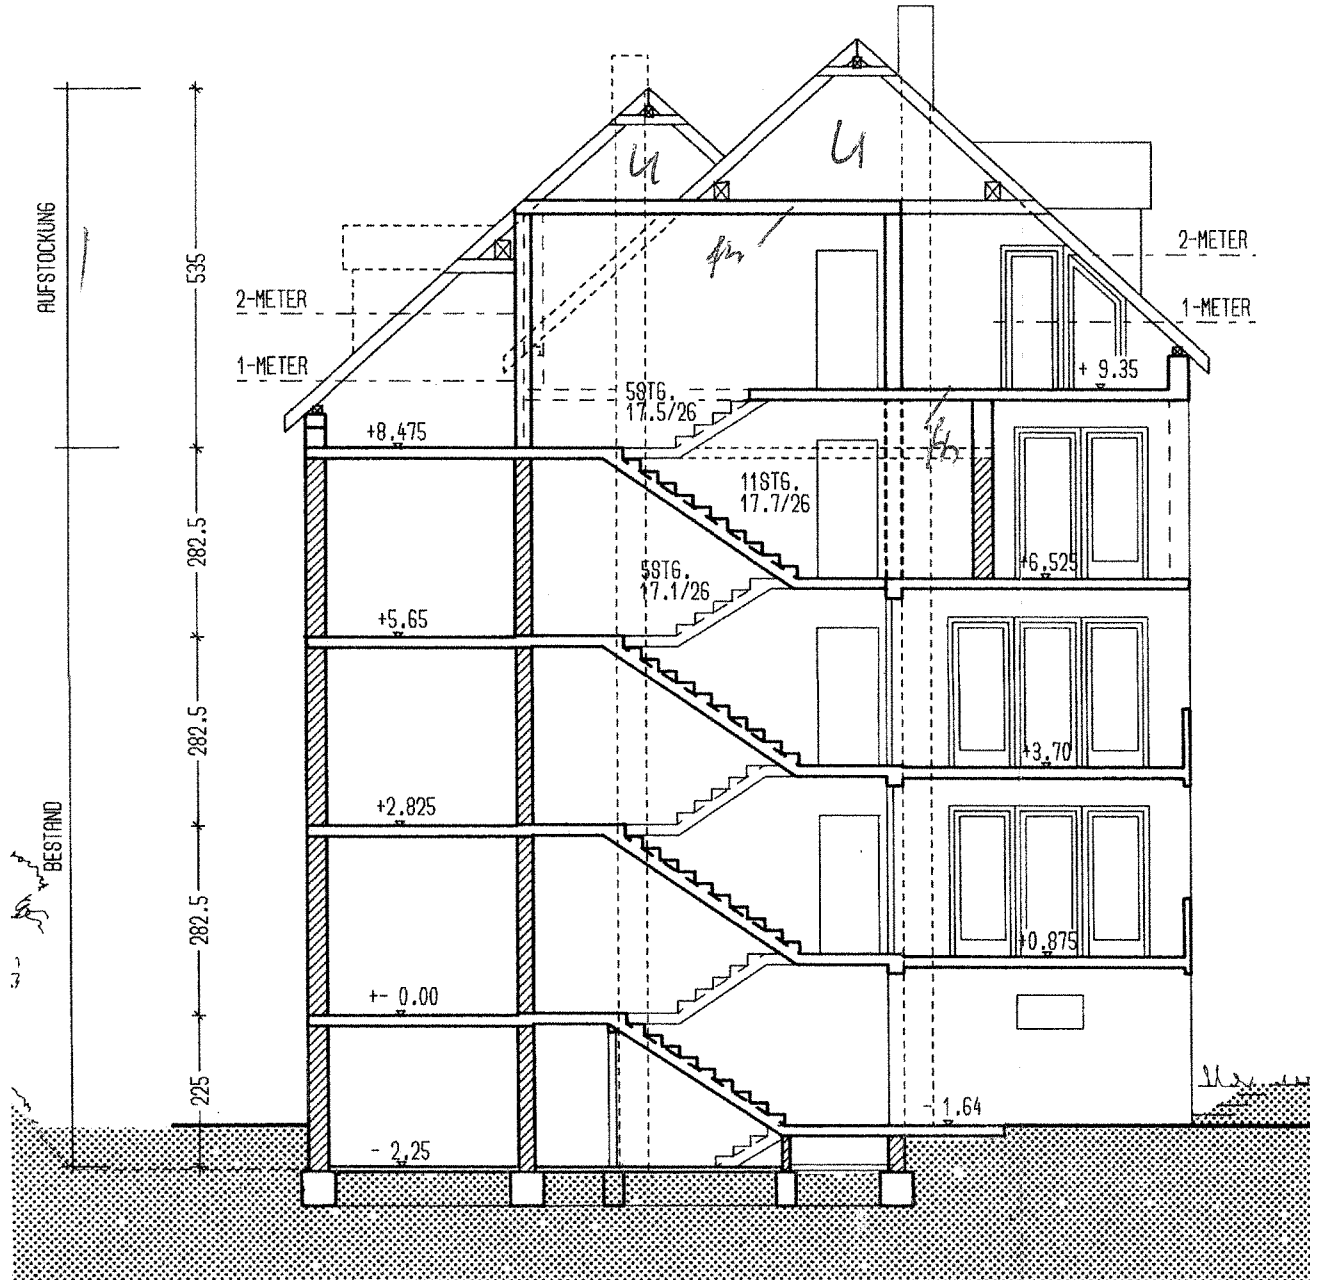 AUFSTOCKUNG
535
2-METER
1-METER
2-METER
1-METER
+ 9.35
5STG.
17.5/26
+8.475
11STG.
17.7/26
282.5
+6.525
5STG.
17.1/26
+5.65
282.5
+3.70
BESTAND
+2.825
282.5
+0.875
+- 0.00
225
- 1.64
- 2.25